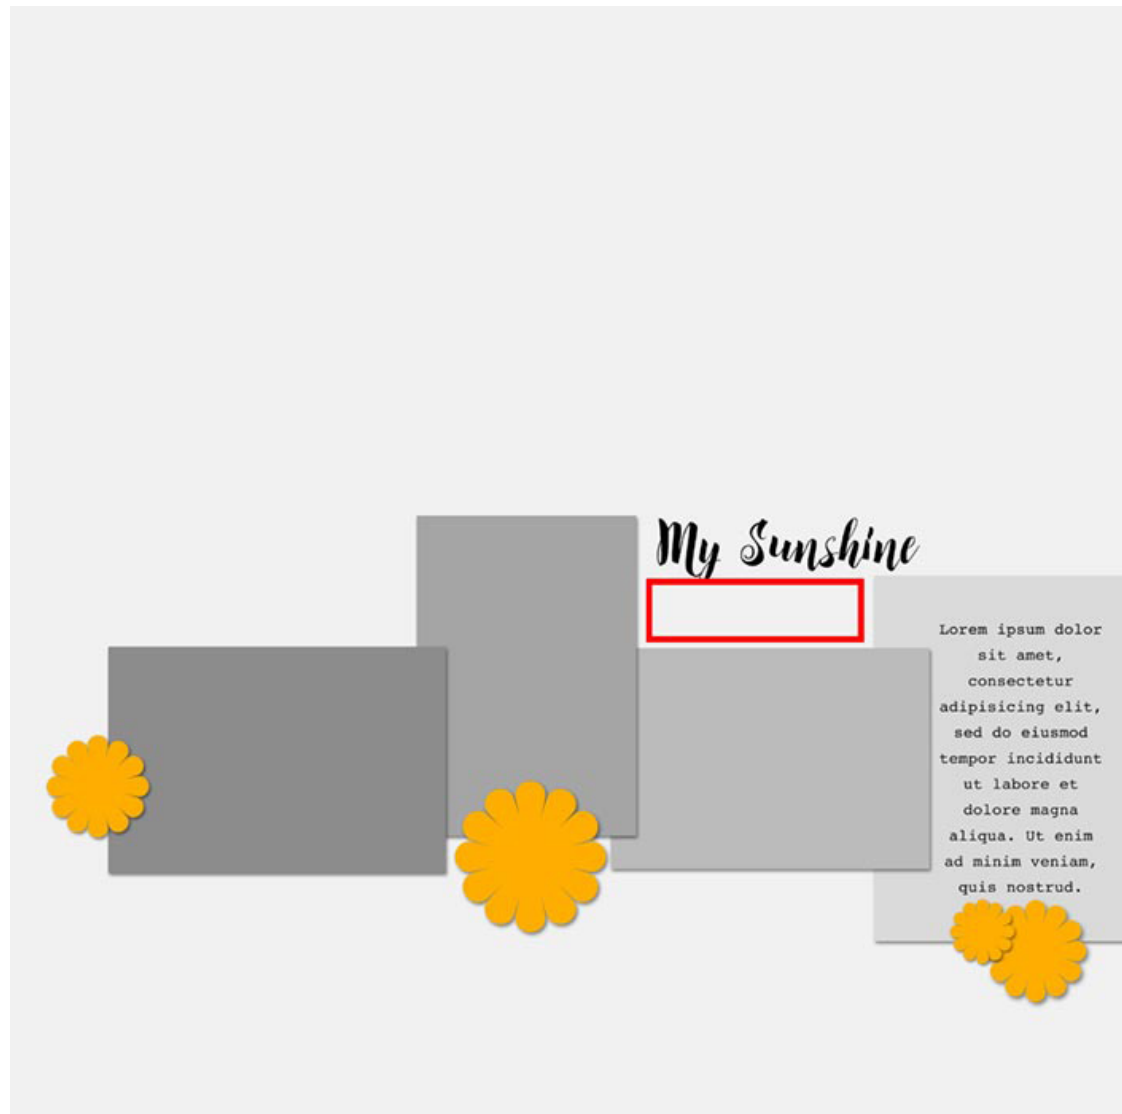 My Sunshine
Lorem ipsum dolor
sit amet,
consectetur
adipisicing elit,
sed do eiusmod
tempor incididunt
ut labore et
dolore magna
aliqua. Ut enim
ad minim veniam,
quis nostrud.